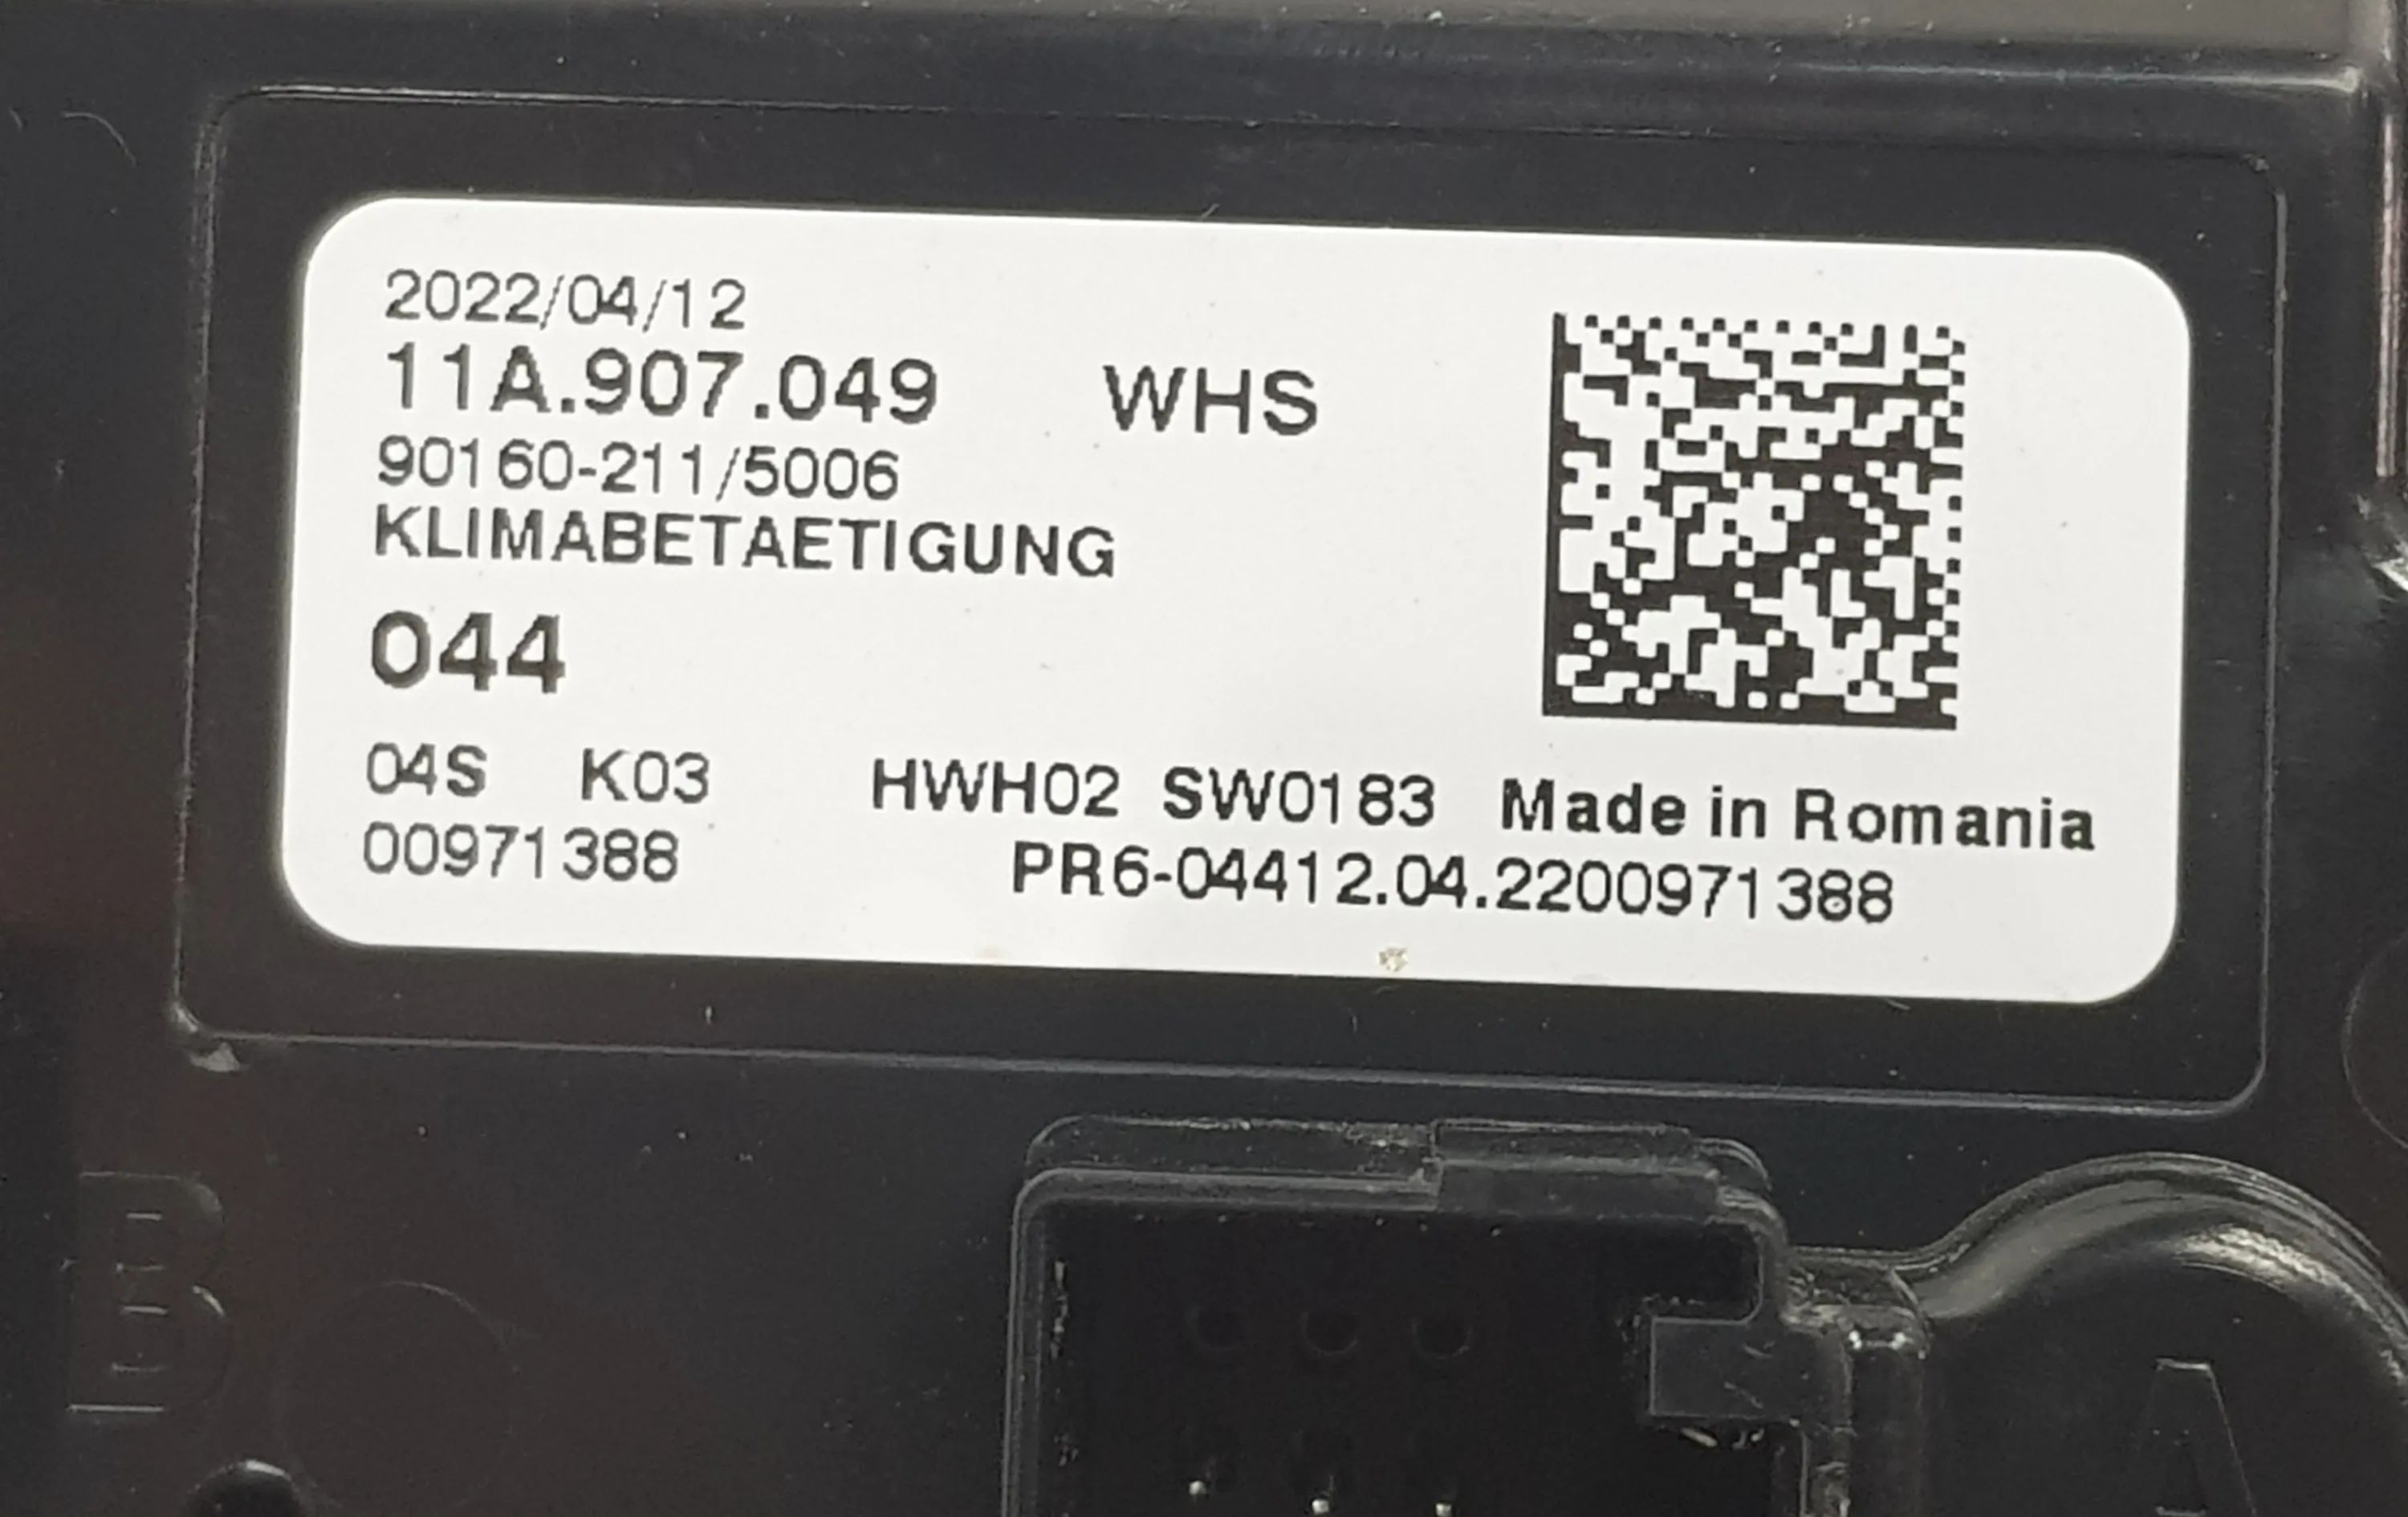 2022/04/12
11A.907.049 WHS
90160-211/5006
KLIMABETAETIGUNG
044
04S K03 HWH02 SW0183 Made in Romania
00971388 PR6-04412.04.2200971388
B
A